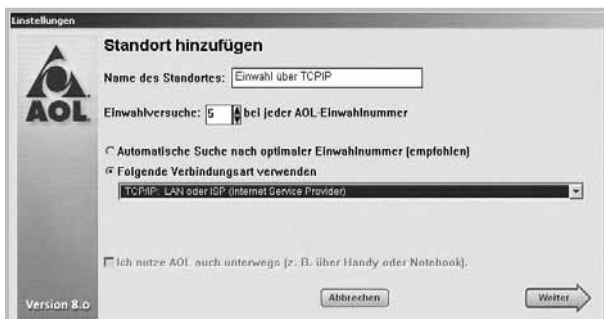 Einstellungen
Standort hinzufügen
Name des Standortes: Einwahl über TCPIP
Einwahlversuche: 5 bei jeder AOL-Einwahlnummer
Automatische Suche nach optimaler Einwahlnummer (empfohlen)
Folgende Verbindungsart verwenden
TCP/IP: LAN oder ISP (Internet Service Provider)
Ich nutze AOL auch unterwegs (z. B. über Handy oder Notebook).
Abbrechen
Weiter
AOL
Version 8.0